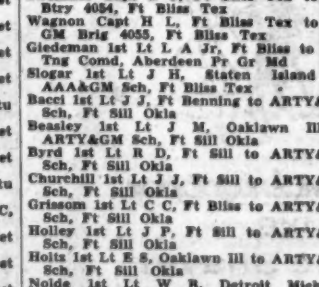 Btry 4054, Ft Bliss Tex
Wagnon Capt H L, Ft Bliss Tex to
GM Brig 4055, Ft Bliss Tex
Giedeman 1st Lt L A Jr, Ft Bliss to
Tng Comd, Aberdeen Pr Gr Md
Slogar 1st Lt J H, Staten Island
AAA&GM Sch, Ft Bliss Tex
Bacci 1st Lt J J, Ft Benning to ARTY&
Sch, Ft Sill Okla
Beasley 1st Lt J M, Oaklawn Ill
ARTY&GM Sch, Ft Sill Okla
Byrd 1st Lt R D, Ft Sill to ARTY&
Sch, Ft Sill Okla
Churchill 1st Lt J J, Ft Sill to ARTY&
Sch, Ft Sill Okla
Grissom 1st Lt C C, Ft Bliss to ARTY&
Sch, Ft Sill Okla
Holley 1st Lt J P, Ft Sill to ARTY&
Sch, Ft Sill Okla
Holtz 1st Lt E S, Oaklawn Ill to ARTY&
Sch, Ft Sill Okla
Nolde 1st Lt W B, Detroit Mich